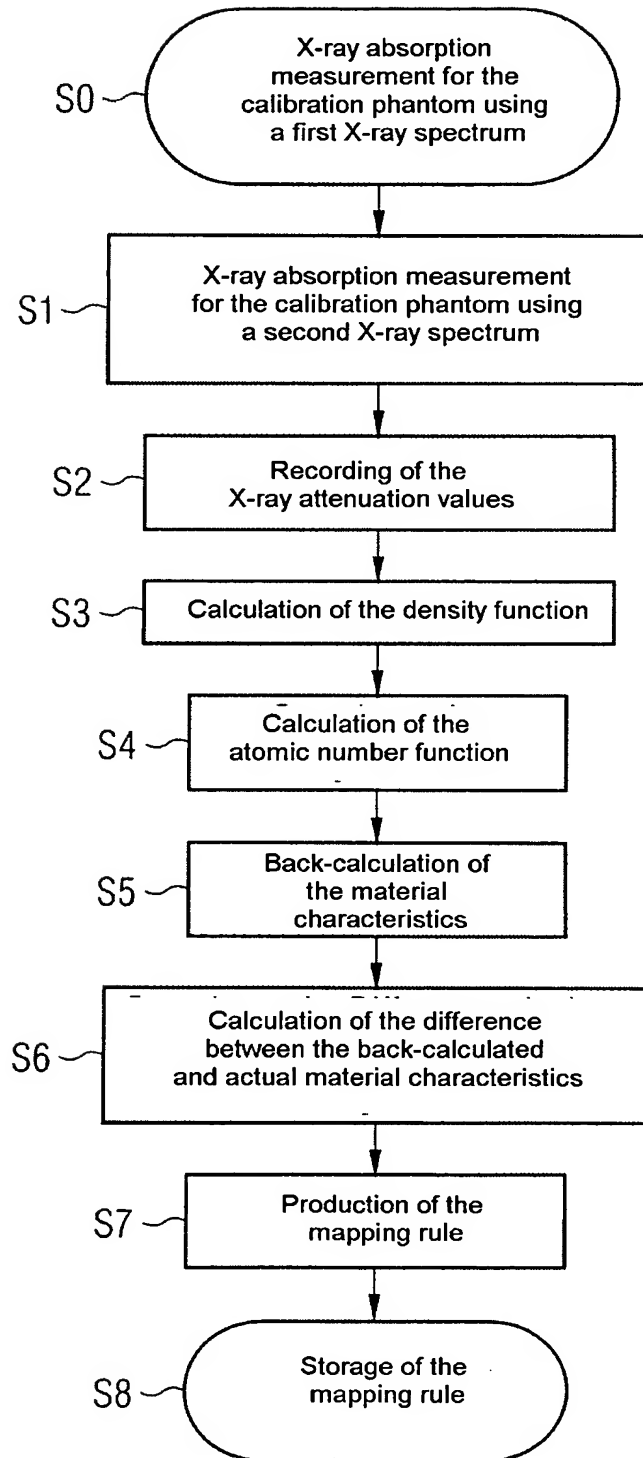 S0
X-ray absorption
measurement for the
calibration phantom using
a first X-ray spectrum
S1
X-ray absorption measurement
for the calibration phantom using
a second X-ray spectrum
S2
Recording of the
X-ray attenuation values
S3
Calculation of the density function
S4
Calculation of the
atomic number function
S5
Back-calculation of
the material
characteristics
S6
Calculation of the difference
between the back-calculated
and actual material characteristics
S7
Production of the
mapping rule
S8
Storage of the
mapping rule